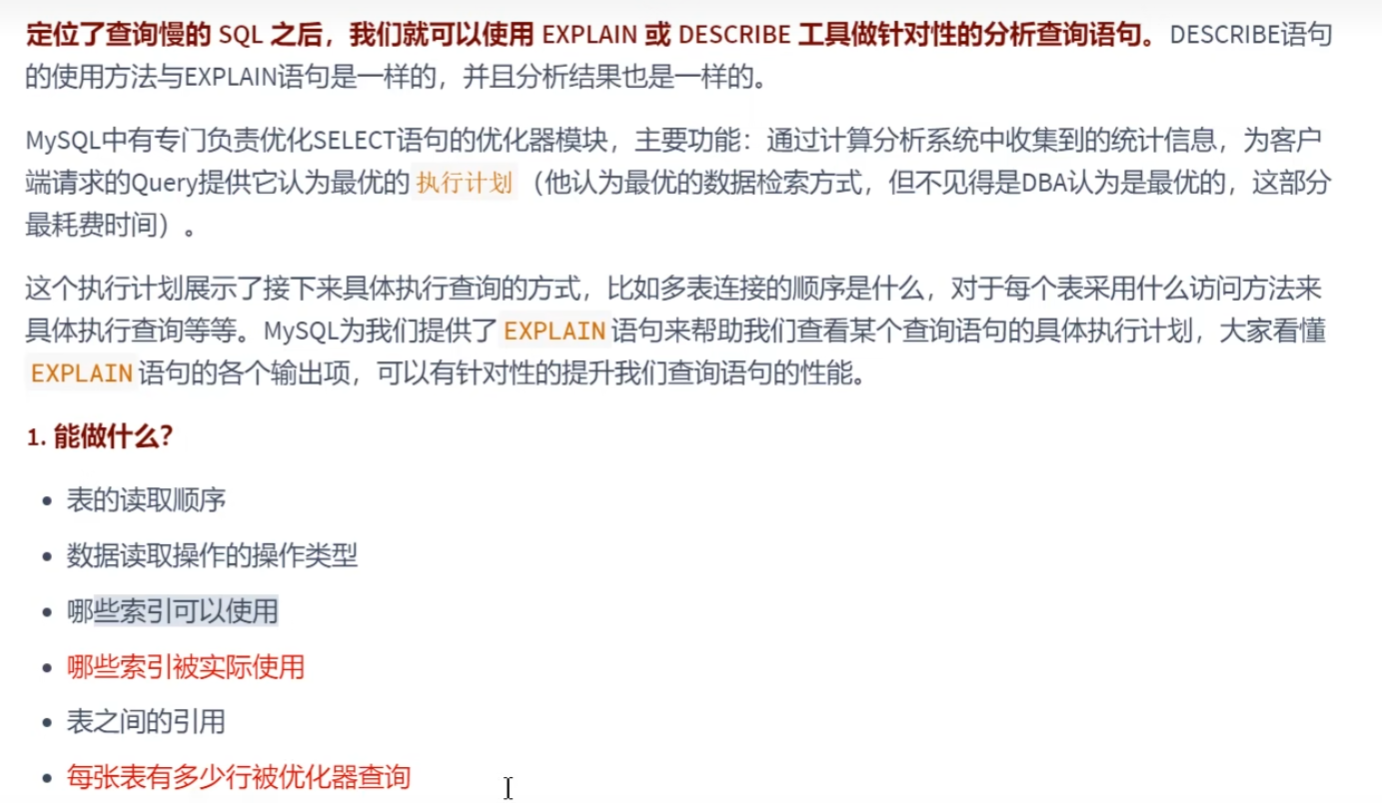 定位了查询慢的 SQL 之后，我们就可以使用 EXPLAIN 或 DESCRIBE 工具做针对性的分析查询语句。DESCRIBE语句
的使用方法与EXPLAIN语句是一样的，并且分析结果也是一样的。
MySQL中有专门负责优化SELECT语句的优化器模块，主要功能：通过计算分析系统中收集到的统计信息，为客户
端请求的Query提供它认为最优的 执行计划 （他认为最优的数据检索方式，但不见得是DBA认为是最优的，这部分
最耗费时间）。
这个执行计划展示了接下来具体执行查询的方式，比如多表连接的顺序是什么，对于每个表采用什么访问方法来
具体执行查询等等。MySQL为我们提供了 EXPLAIN 语句来帮助我们查看某个查询语句的具体执行计划，大家看懂
EXPLAIN 语句的各个输出项，可以有针对性的提升我们查询语句的性能。
1. 能做什么？
• 表的读取顺序
• 数据读取操作的操作类型
• 哪些索引可以使用
• 哪些索引被实际使用
• 表之间的引用
• 每张表有多少行被优化器查询